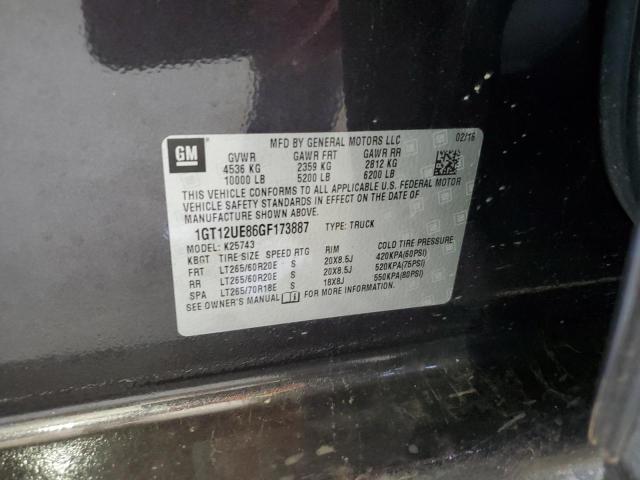 MFD BY GENERAL MOTORS LLC 02/16
GM GVWR GAWR FRT GAWR RR
4536 KG 2359 KG 2812 KG
10000 LB 5200 LB 6200 LB
THIS VEHICLE CONFORMS TO ALL APPLICABLE U.S. FEDERAL MOTOR
VEHICLE SAFETY STANDARDS IN EFFECT ON THE DATE OF
MANUFACTURE SHOWN ABOVE.
1GT12UE86GF173887 TYPE: TRUCK
MODEL: K25743
KBGT TIRE SIZE SPEED RTG RIM COLD TIRE PRESSURE
FRT LT265/60R20E S 20X8.5J 420KPA(60PSI)
RR LT265/60R20E S 20X8.5J 520KPA(75PSI)
SPA LT265/70R18E S 18X8J 550KPA(80PSI)
SEE OWNER'S MANUAL FOR MORE INFORMATION.